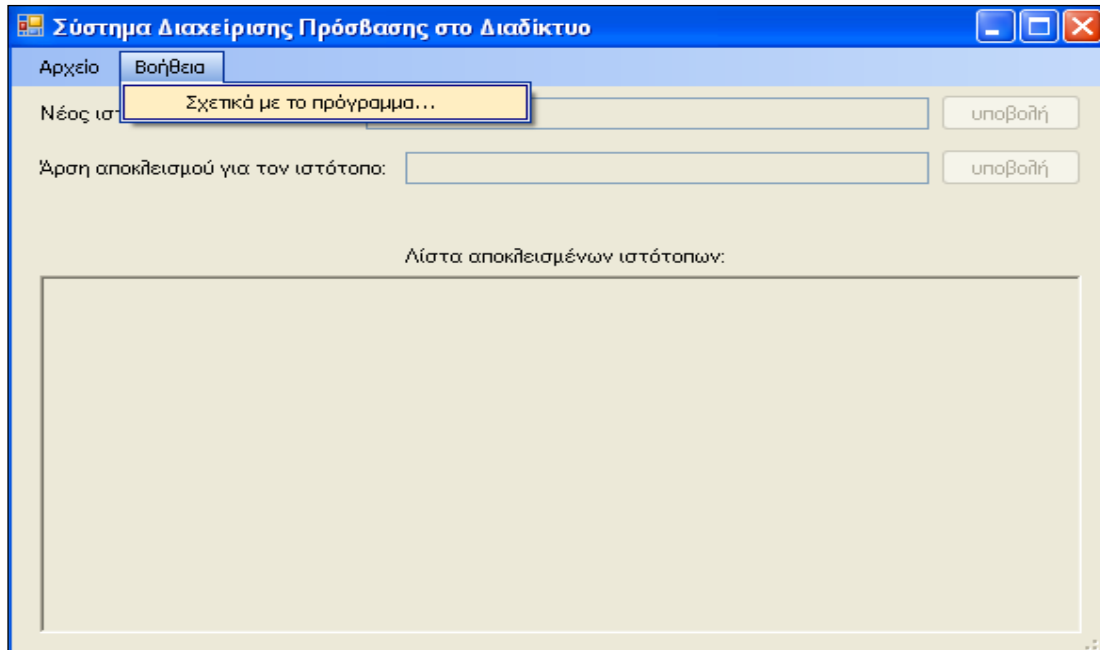 Σύστημα Διαχείρισης Πρόσβασης στο Διαδίκτυο
Αρχείο Βοήθεια
Σχετικά με το πρόγραμμα...
Νέος υποβολή
Άρση αποκλεισμού για τον ιστότοπο: υποβολή
Λίστα αποκλεισμένων ιστότοπων: